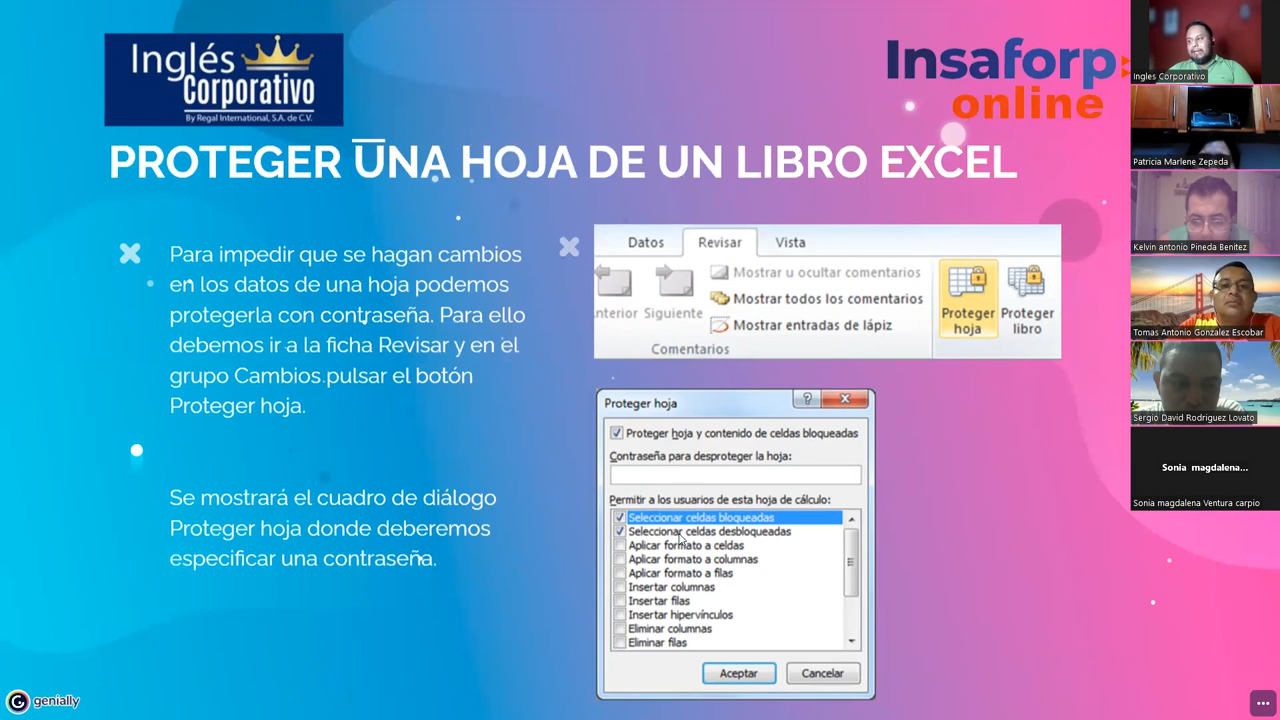 Inglés
Corporativo
By Regal International, S.A. de C.V.
Insaforp
online
PROTEGER UNA HOJA DE UN LIBRO EXCEL
Para impedir que se hagan cambios
en los datos de una hoja podemos
protegerla con contraseña. Para ello
debemos ir a la ficha Revisar y en el
grupo Cambios pulsar el botón
Proteger hoja.
Se mostrará el cuadro de diálogo
Proteger hoja donde deberemos
especificar una contraseña.
Datos
Revisar
Vista
nterior
Siguiente
Mostrar u ocultar comentarios
Mostrar todos los comentarios
Mostrar entradas de lápiz
Comentarios
Proteger
hoja
Proteger
libro
Proteger hoja
Proteger hoja y contenido de celdas bloqueadas
Contraseña para desproteger la hoja:
Permitir a los usuarios de esta hoja de cálculo:
Seleccionar celdas bloqueadas
Seleccionar celdas desbloqueadas
Aplicar formato a celdas
Aplicar formato a columnas
Aplicar formato a filas
Insertar columnas
Insertar filas
Insertar hipervínculos
Eliminar columnas
Eliminar filas
Aceptar
Cancelar
genially
Ingles Corporativo
Patricia Marlene Zepeda
Kelvin antonio Pineda Benitez
Tomas Antonio Gonzalez Escobar
Sergio David Rodriguez Lovato
Sonia magdalena...
Sonia magdalena Ventura carpio